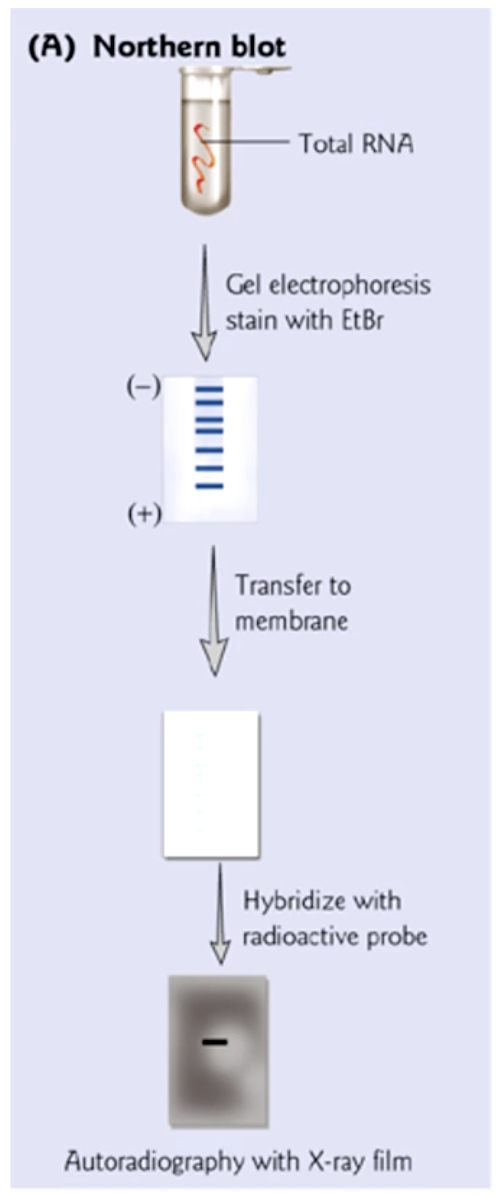 (A) Northern blot
Total RNA
Gel electrophoresis
stain with EtBr
(−)
(+)
Transfer to
membrane
Hybridize with
radioactive probe
Autoradiography with X-ray film